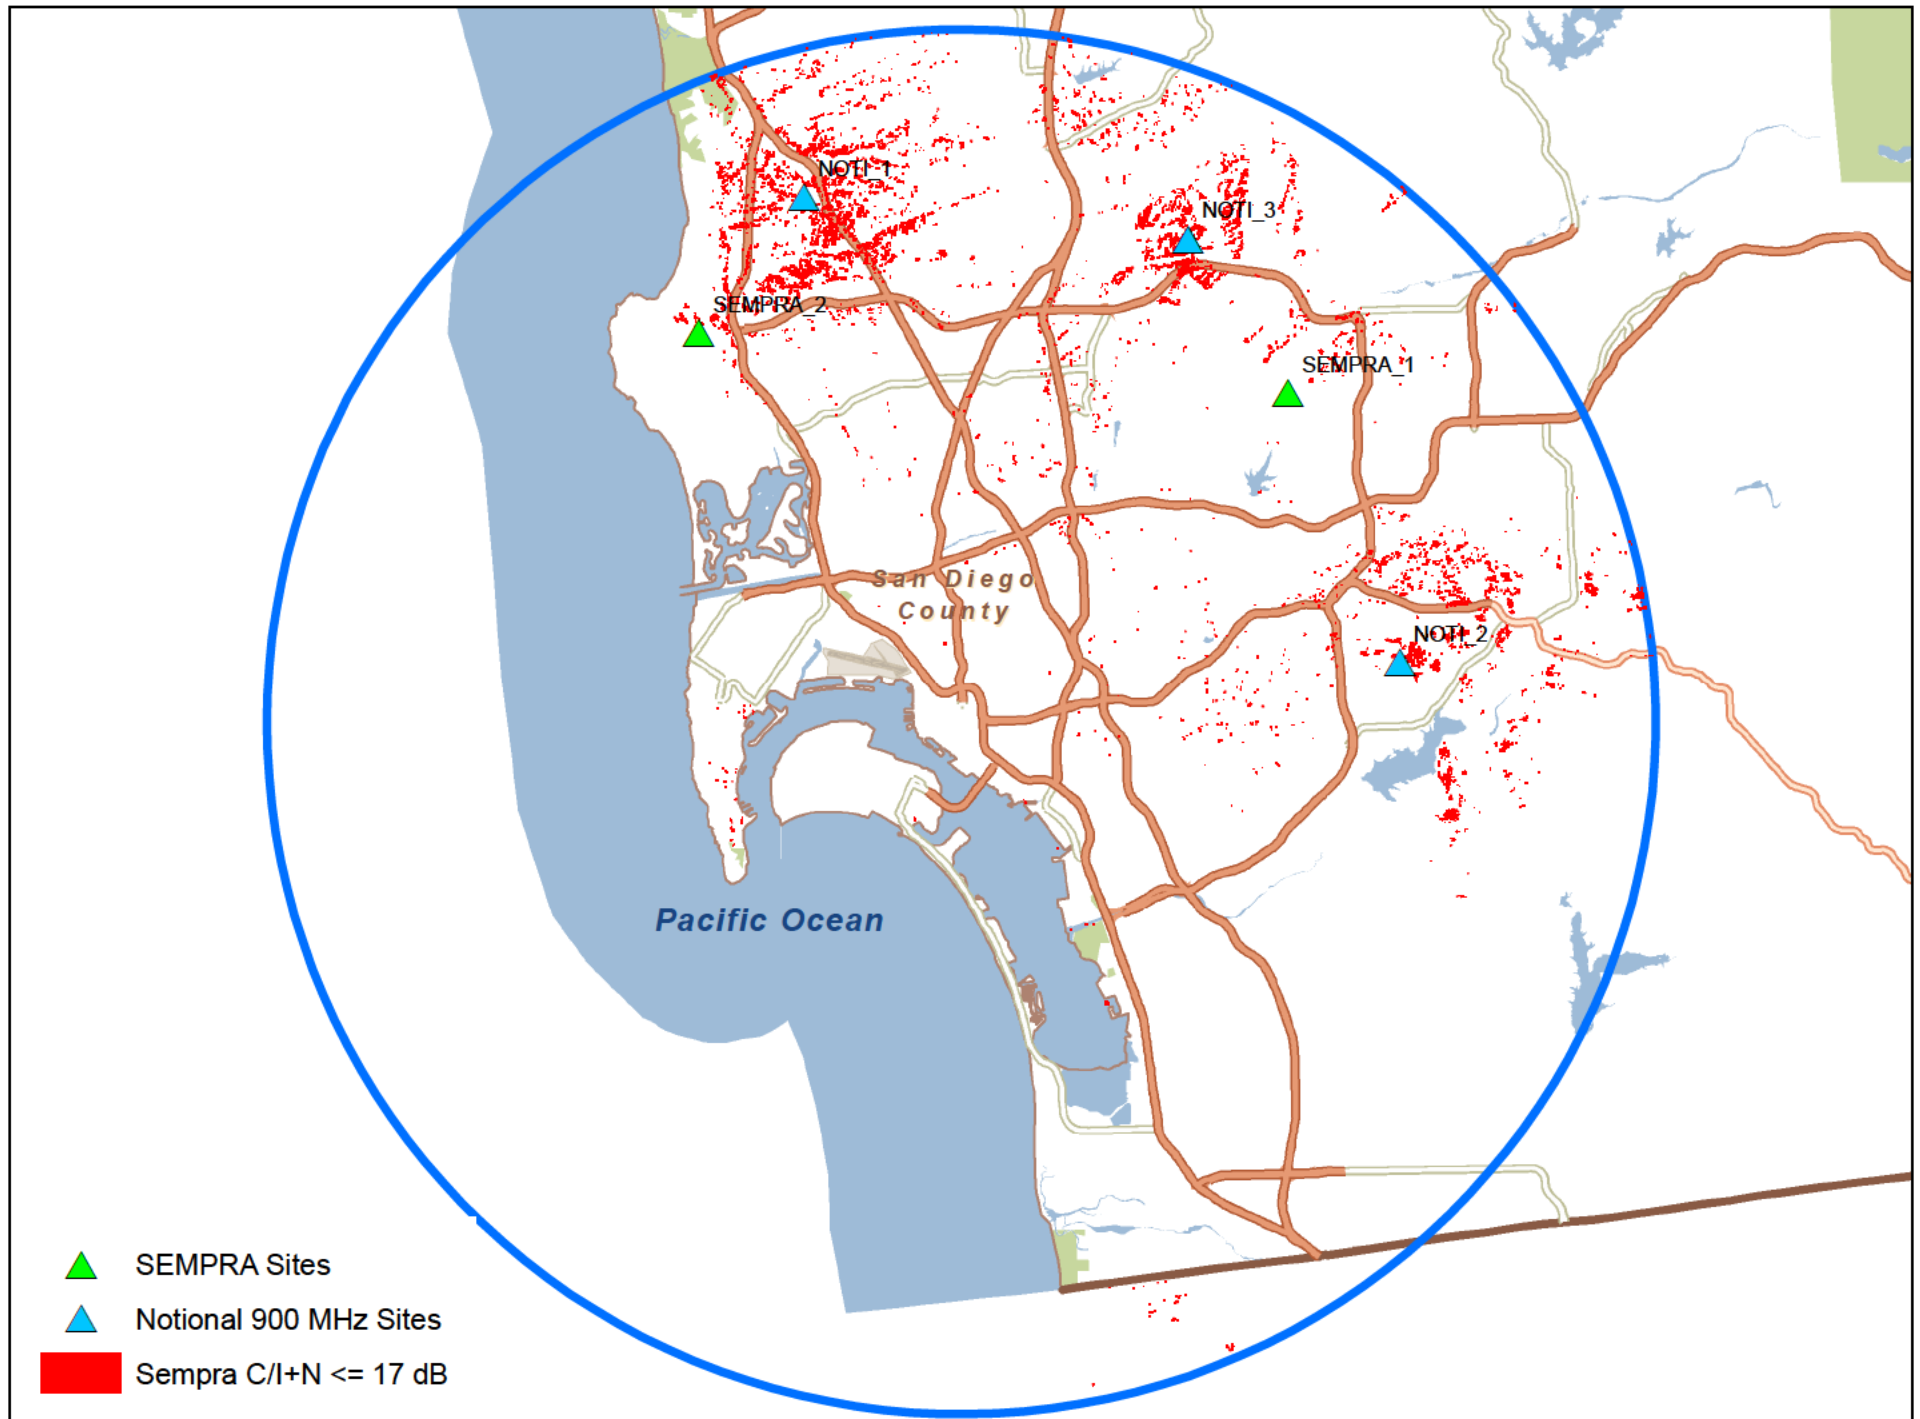 NOTI_1
NOTI_3
SEMPRA_2
SEMPRA_1
San Diego
County
NOTI_2
Pacific Ocean
SEMPRA Sites
Notional 900 MHz Sites
Sempra C/I+N <= 17 dB